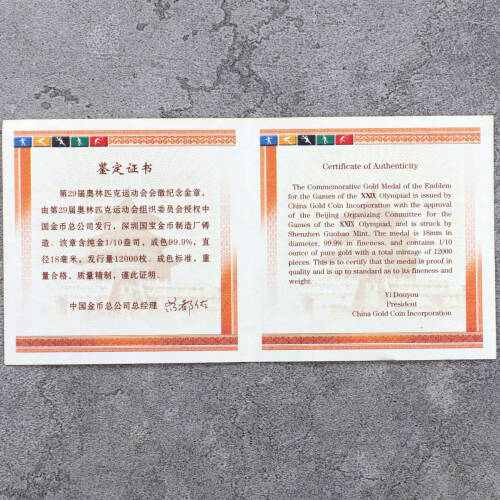 鉴定证书
第29届奥林匹克运动会会徽纪念金章，
由第29届奥林匹克运动会组织委员会授权中
国金币总公司发行，深圳国宝造币厂铸
造。该章含纯金1/10盎司，成色99.9%，直
径18毫米，发行量12000枚。成色标准，重
量合格，质量精制，谨此证明。
中国金币总公司总经理
Certificate of Authenticity
The Commemorative Gold Medal of the Emblem
for the Games of the XXIX Olympiad is issued by
China Gold Coin Incorporation with the approval
of the Beijing Organizing Committee for the
Games of the XXIX Olympiad, and is struck by
Shenzhen Guobao Mint. The medal is 18mm in
diameter, 99.9% in fineness, and contains 1/10
ounce of pure gold with a total mintage of 12000
pieces. This is to certify that the medal is proof in
quality and is up to standard as to its fineness and
weight.
Yi Douyou
President
China Gold Coin Incorporation